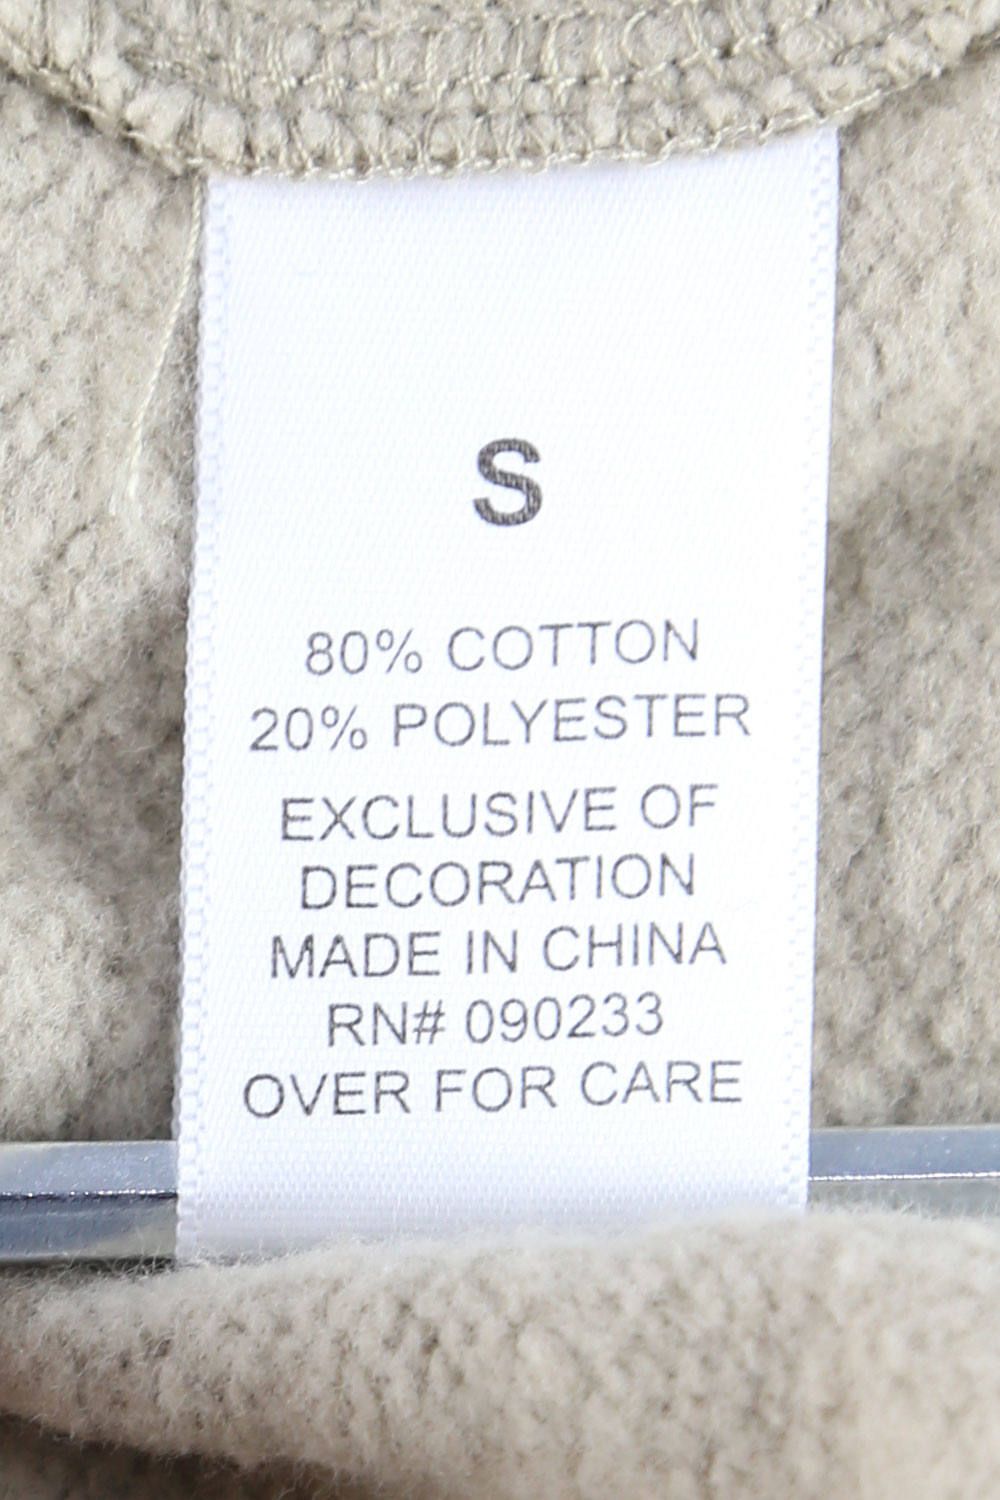 S
80% COTTON
20% POLYESTER
EXCLUSIVE OF
DECORATION
MADE IN CHINA
RN# 090233
OVER FOR CARE